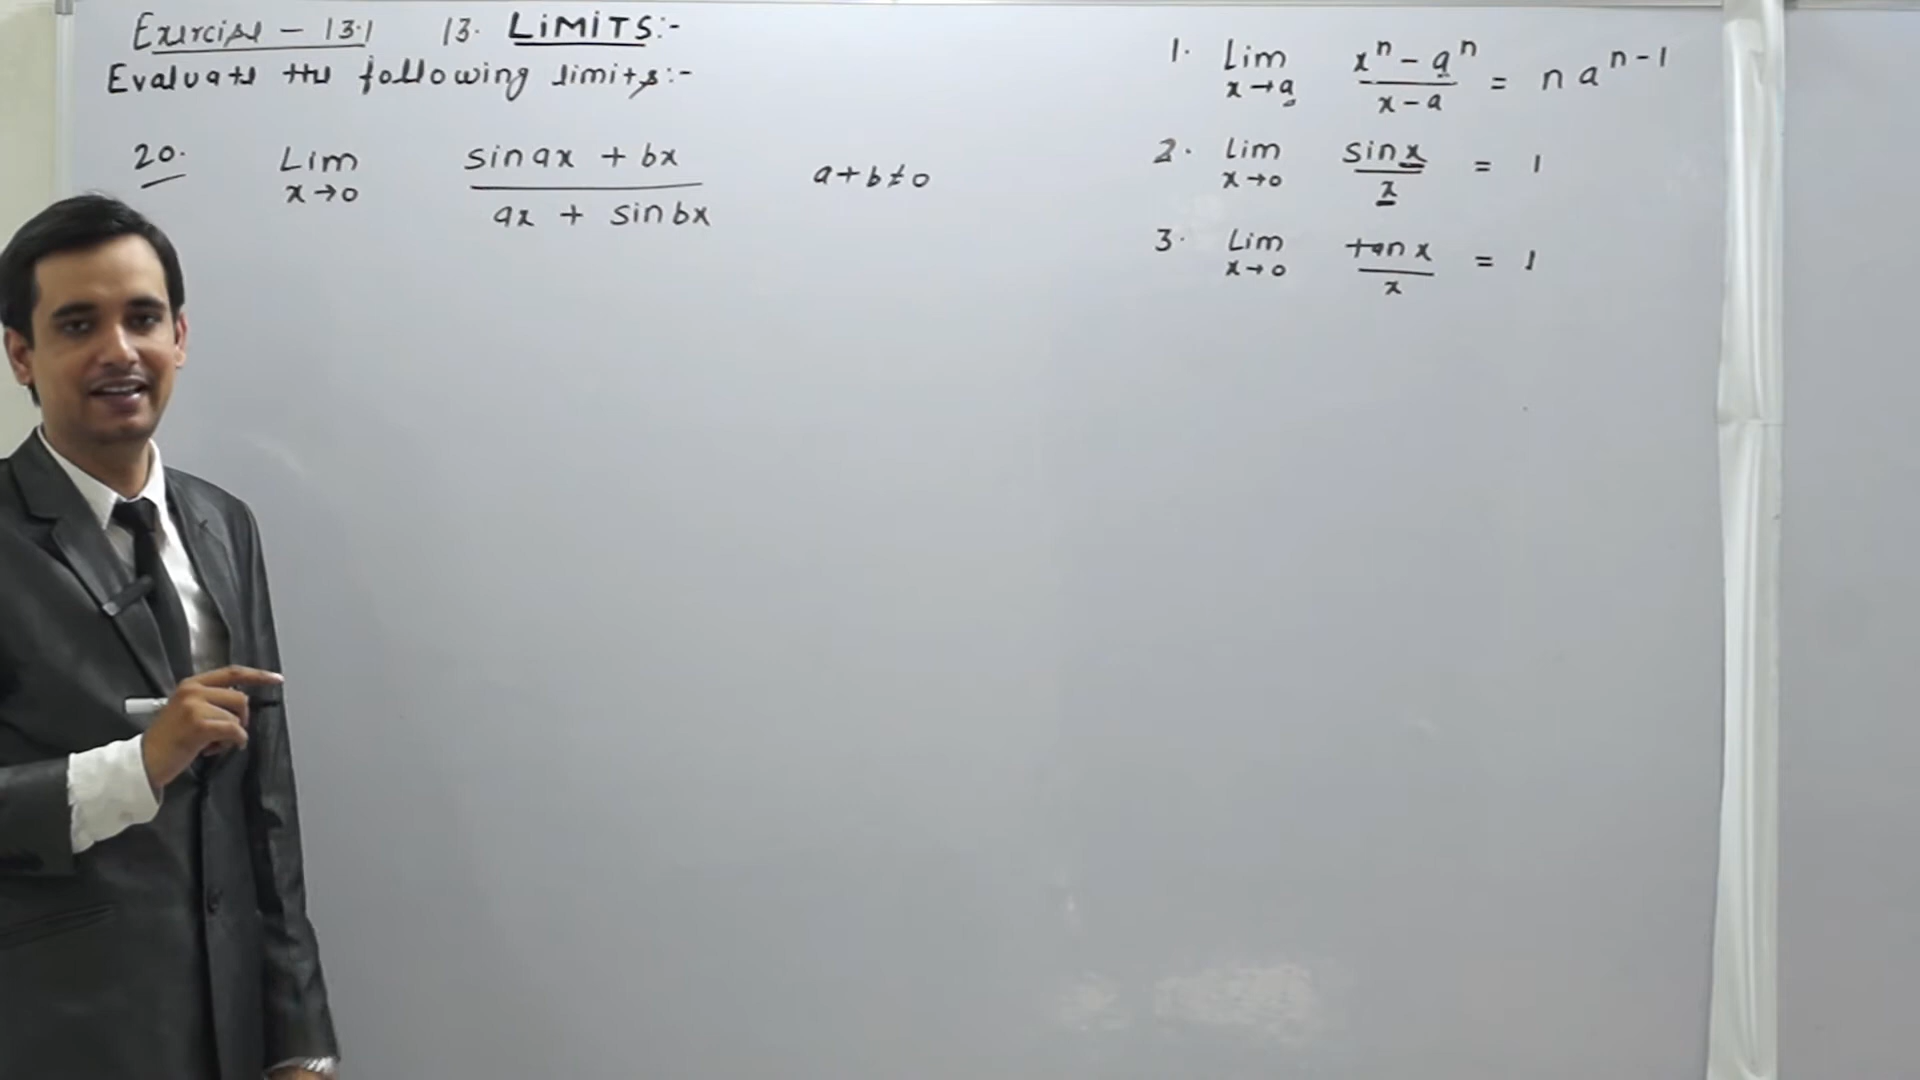 Exercise – 13.1 13. LIMITS:-
Evaluate the following limits:-
20. Lim x→0 sin ax + bx / ax + sin bx a+b≠0
1. Lim x→a xⁿ – aⁿ / x – a = n aⁿ⁻¹
2. Lim x→0 sin x / x = 1
3. Lim x→0 tan x / x = 1